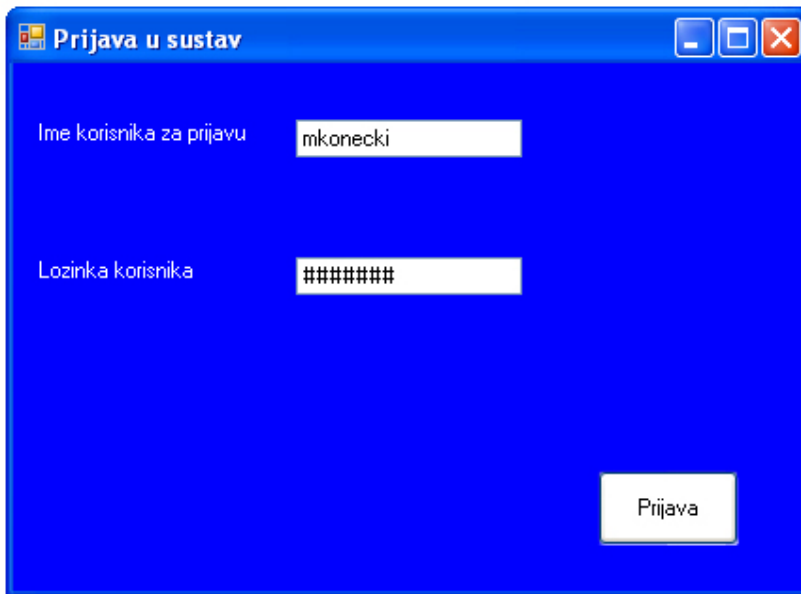 Prijava u sustav
Ime korisnika za prijavu
mkonecki
Lozinka korisnika
#######
Prijava